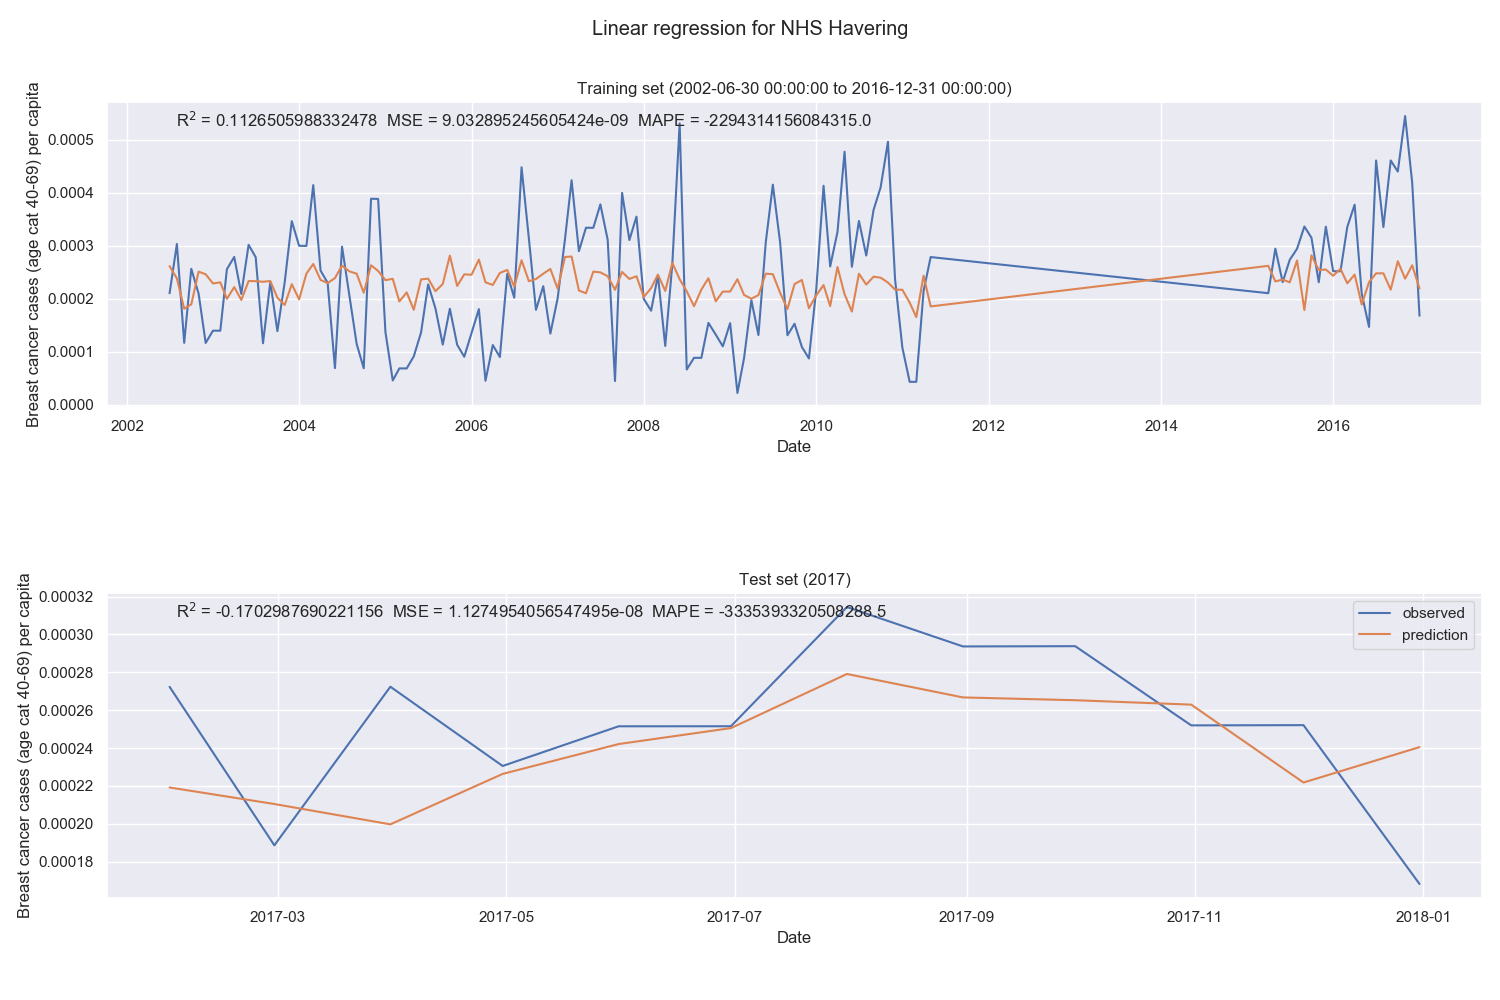 Linear regression for NHS Havering
Training set (2002-06-30 00:00:00 to 2016-12-31 00:00:00)
R² = 0.1126505988332478 MSE = 9.032895245605424e-09 MAPE = -2294314156084315.0
Breast cancer cases (age cat 40-69) per capita
0.0005
0.0004
0.0003
0.0002
0.0001
0.0000
2002 2004 2006 2008 2010 2012 2014 2016
Date
Test set (2017)
R² = -0.1702987690221156 MSE = 1.1274954056547495e-08 MAPE = -3335393320508288.5
observed
prediction
Breast cancer cases (age cat 40-69) per capita
0.00032
0.00030
0.00028
0.00026
0.00024
0.00022
0.00020
0.00018
2017-03 2017-05 2017-07 2017-09 2017-11 2018-01
Date